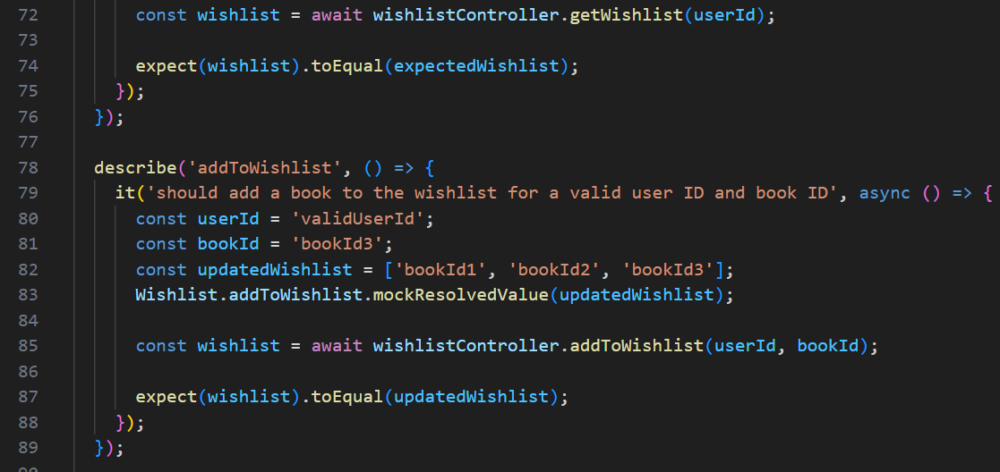 72 const wishlist = await wishlistController.getWishlist(userId);
73
74 expect(wishlist).toEqual(expectedWishlist);
75 });
76 });
77
78 describe('addToWishlist', () => {
79 it('should add a book to the wishlist for a valid user ID and book ID', async () => {
80 const userId = 'validUserId';
81 const bookId = 'bookId3';
82 const updatedWishlist = ['bookId1', 'bookId2', 'bookId3'];
83 Wishlist.addToWishlist.mockResolvedValue(updatedWishlist);
84
85 const wishlist = await wishlistController.addToWishlist(userId, bookId);
86
87 expect(wishlist).toEqual(updatedWishlist);
88 });
89 });